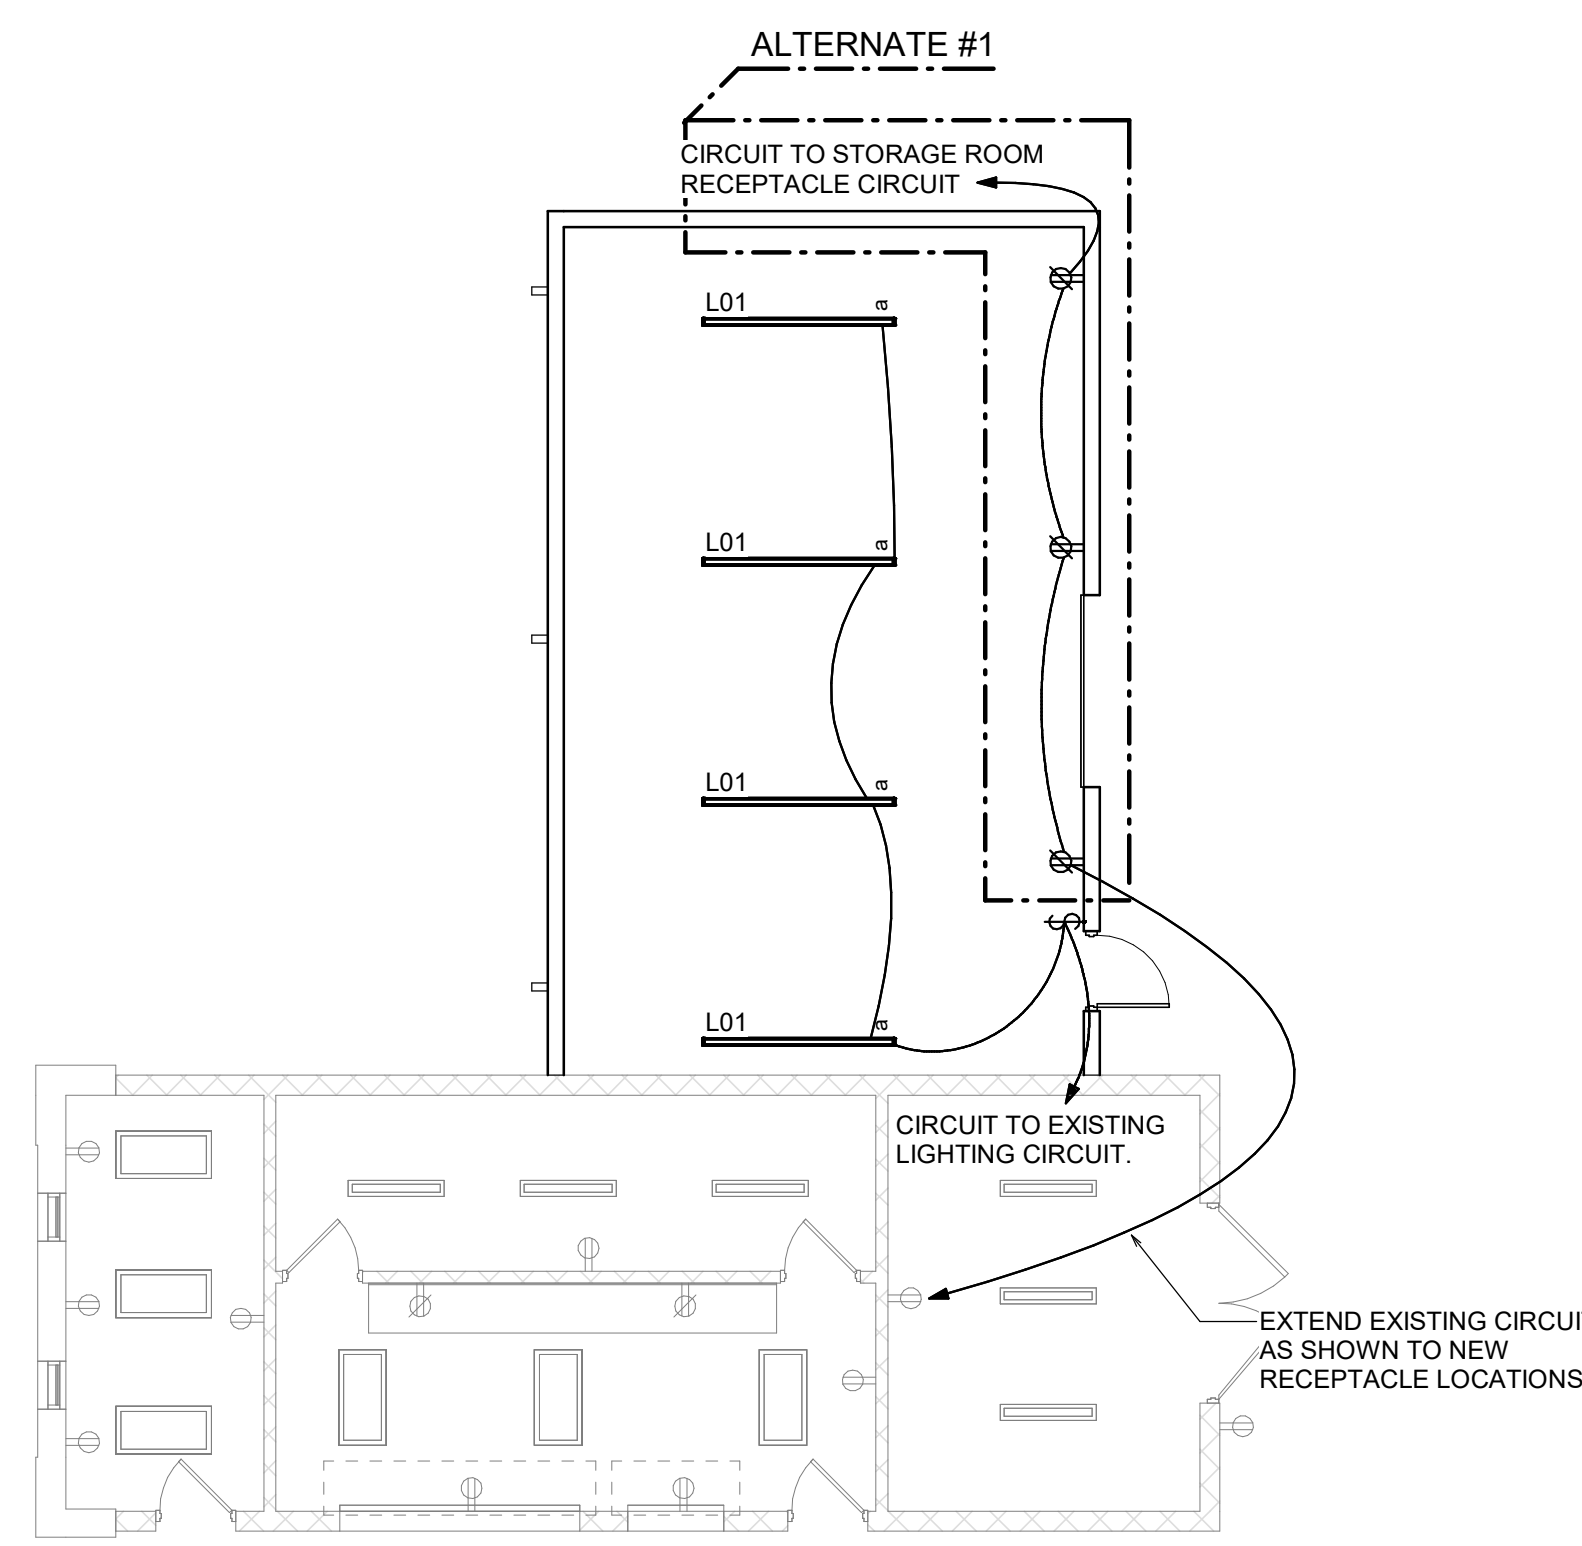 ALTERNATE #1
CIRCUIT TO STORAGE ROOM
RECEPTACLE CIRCUIT
L01
a
L01
a
L01
a
L01
a
CIRCUIT TO EXISTING
LIGHTING CIRCUIT.
EXTEND EXISTING CIRCUI
AS SHOWN TO NEW
RECEPTACLE LOCATIONS